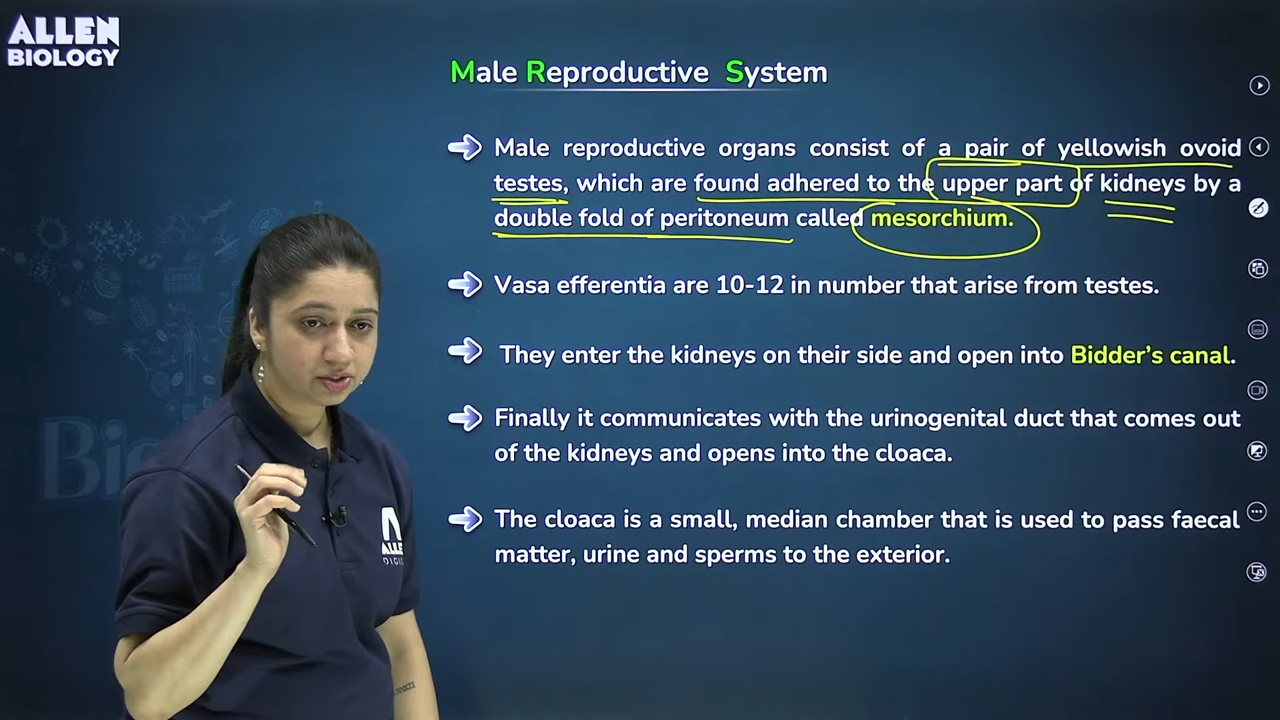 ALLEN
BIOLOGY
Male Reproductive System
Male reproductive organs consist of a pair of yellowish ovoid
testes, which are found adhered to the upper part of kidneys by a
double fold of peritoneum called mesorchium.
Vasa efferentia are 10-12 in number that arise from testes.
They enter the kidneys on their side and open into Bidder's canal.
Finally it communicates with the urinogenital duct that comes out
of the kidneys and opens into the cloaca.
The cloaca is a small, median chamber that is used to pass faecal
matter, urine and sperms to the exterior.
Bi
ALLE
DIGI